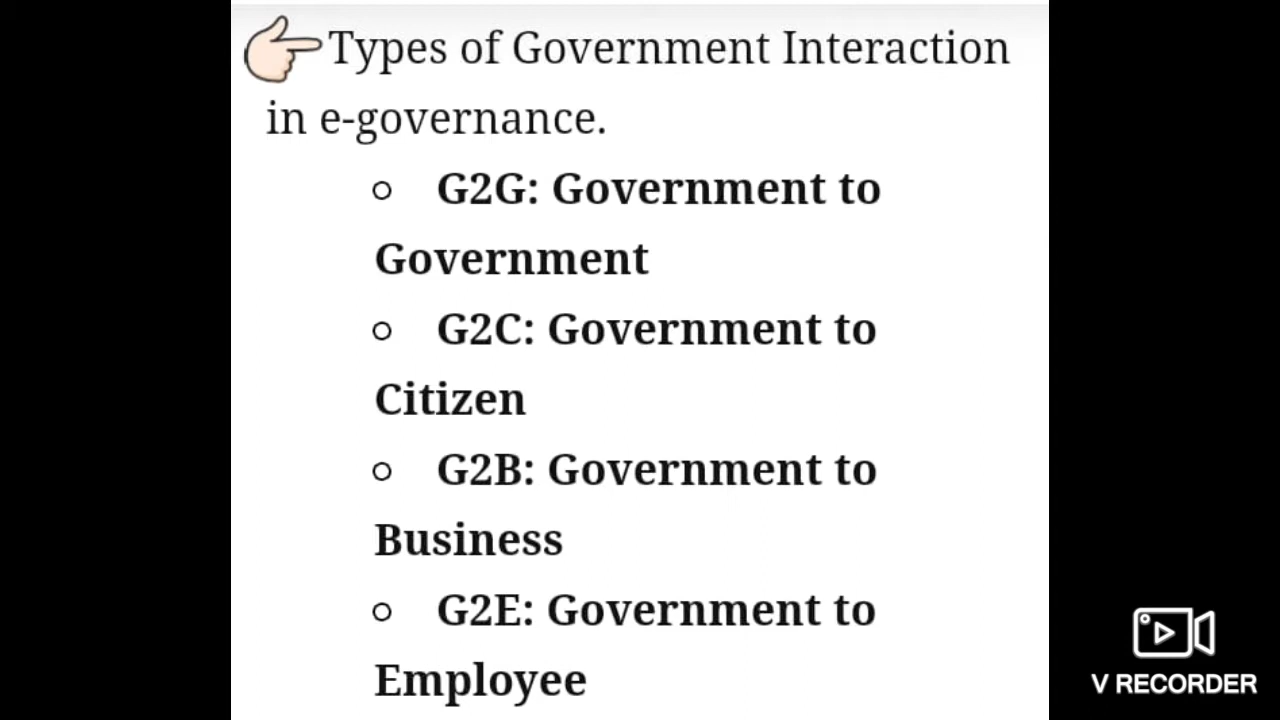 Types of Government Interaction
in e-governance.
G2G: Government to
Government
G2C: Government to
Citizen
G2B: Government to
Business
G2E: Government to
Employee
V RECORDER